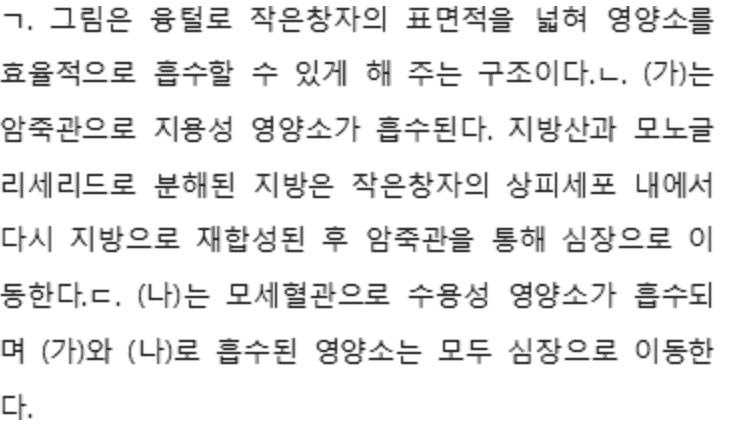 ㄱ. 그림은 융털로 작은창자의 표면적을 넓혀 영양소를
효율적으로 흡수할 수 있게 해 주는 구조이다.ㄴ. (가)는
암죽관으로 지용성 영양소가 흡수된다. 지방산과 모노글
리세리드로 분해된 지방은 작은창자의 상피세포 내에서
다시 지방으로 재합성된 후 암죽관을 통해 심장으로 이
동한다.ㄷ. (나)는 모세혈관으로 수용성 영양소가 흡수되
며 (가)와 (나)로 흡수된 영양소는 모두 심장으로 이동한
다.